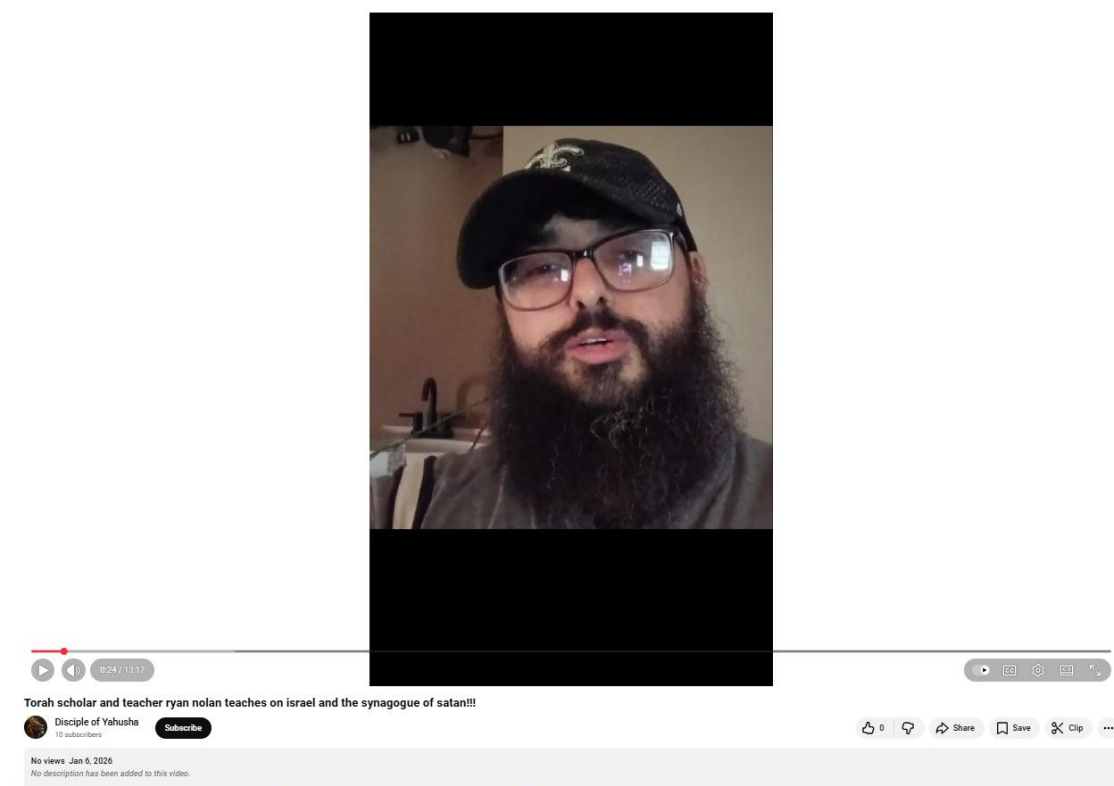 0:24 / 13:17
Torah scholar and teacher ryan nolan teaches on israel and the synagogue of satan!!!
Disciple of Yahusha
10 subscribers
Subscribe
0
Share
Save
Clip
No views Jan 6, 2026
No description has been added to this video.